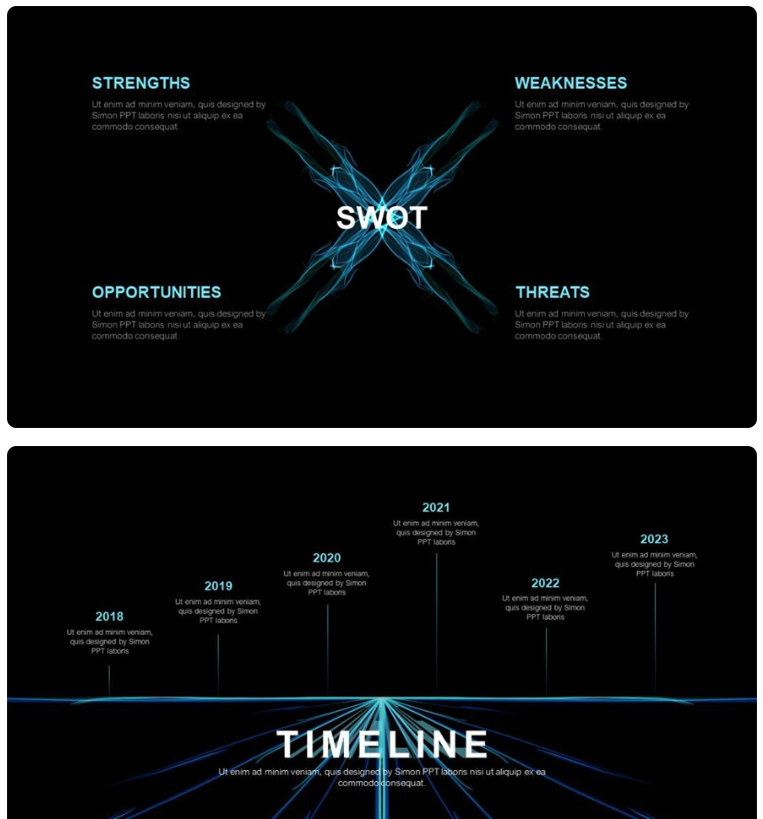 STRENGTHS
Ut enim ad minim veniam, quis designed by
Simon PPT laboris nisi ut aliquip ex ea
commodo consequat.
WEAKNESSES
Ut enim ad minim veniam, quis designed by
Simon PPT laboris nisi ut aliquip ex ea
commodo consequat.
SWOT
OPPORTUNITIES
Ut enim ad minim veniam, quis designed by
Simon PPT laboris nisi ut aliquip ex ea
commodo consequat.
THREATS
Ut enim ad minim veniam, quis designed by
Simon PPT laboris nisi ut aliquip ex ea
commodo consequat.
2018
Ut enim ad minim veniam,
quis designed by Simon
PPT laboris
2019
Ut enim ad minim veniam,
quis designed by Simon
PPT laboris
2020
Ut enim ad minim veniam,
quis designed by Simon
PPT laboris
2021
Ut enim ad minim veniam,
quis designed by Simon
PPT laboris
2022
Ut enim ad minim veniam,
quis designed by Simon
PPT laboris
2023
Ut enim ad minim veniam,
quis designed by Simon
PPT laboris
TIMELINE
Ut enim ad minim veniam, quis designed by Simon PPT laboris nisi ut aliquip ex ea
commodo consequat.